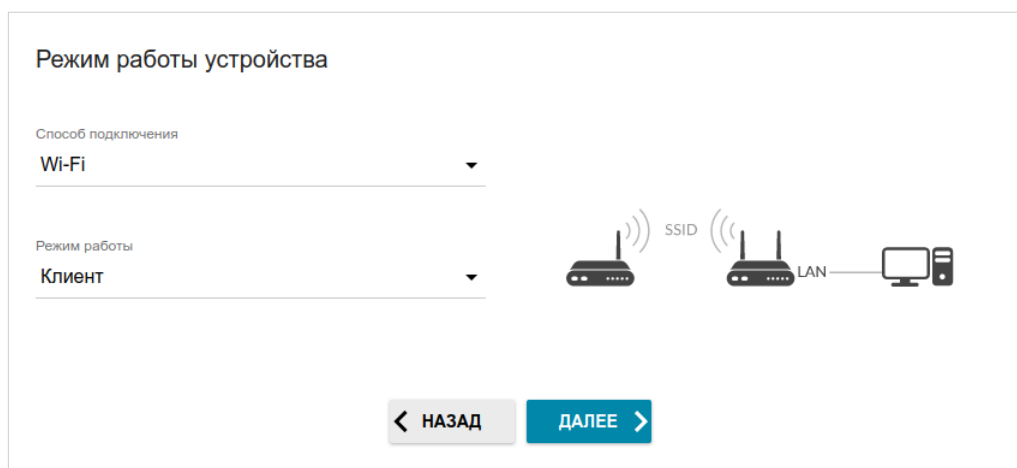 Режим работы устройства
Способ подключения
Wi-Fi
Режим работы
Клиент
SSID
LAN
НАЗАД
ДАЛЕЕ